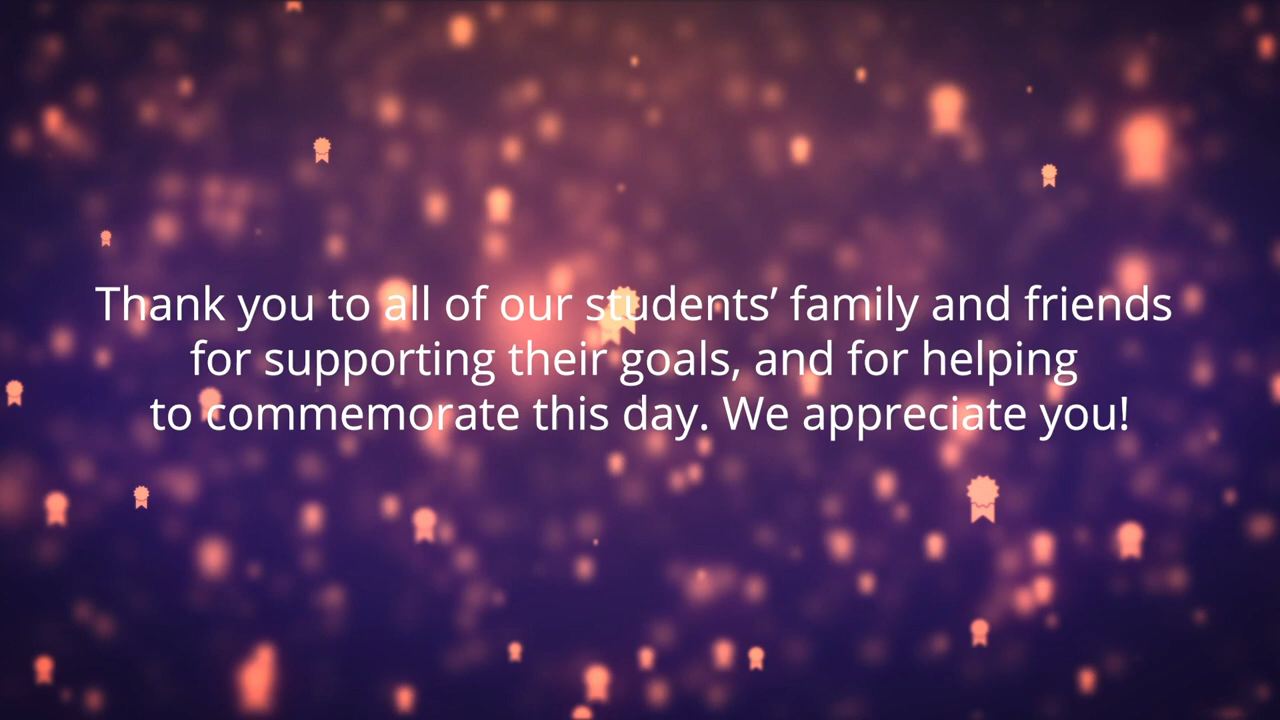 Thank you to all of our students’ family and friends
for supporting their goals, and for helping
to commemorate this day. We appreciate you!